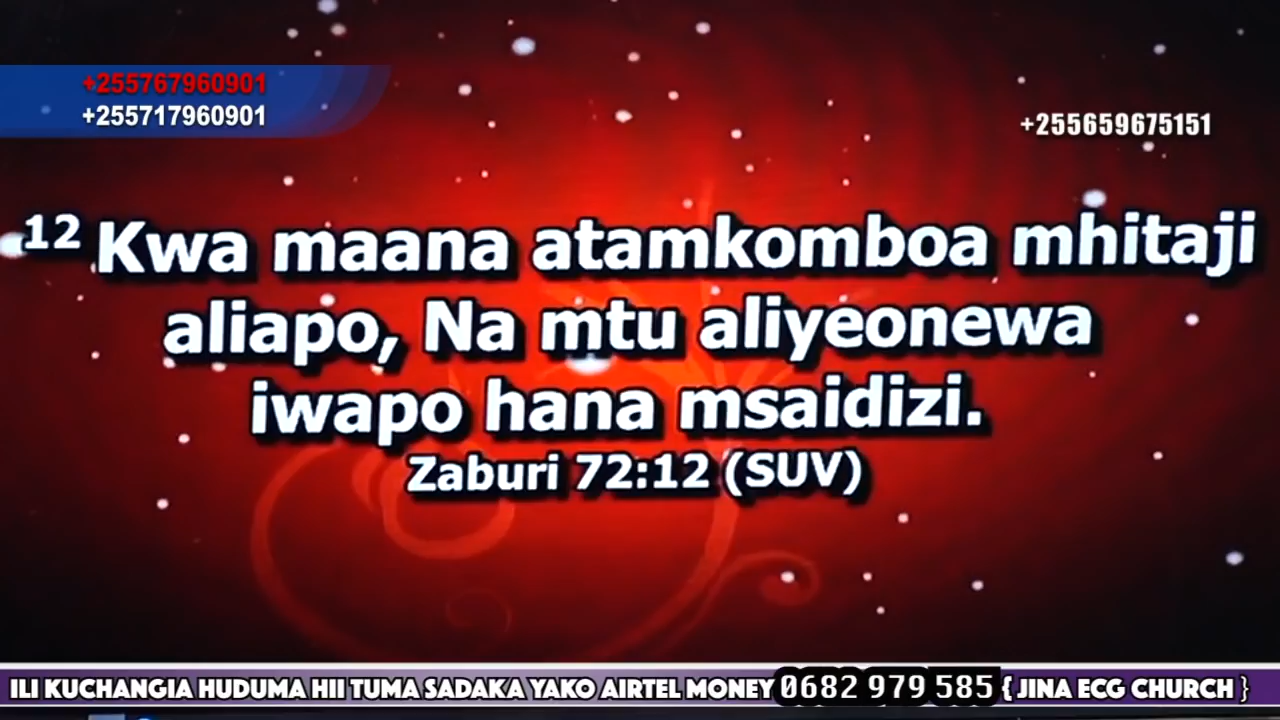 +255767960901
+255717960901
+255659675151
12 Kwa maana atamkomboa mhitaji
aliapo, Na mtu aliyeonewa
iwapo hana msaidizi.
Zaburi 72:12 (SUV)
ILI KUCHANGIA HUDUMA HII TUMA SADAKA YAKO AIRTEL MONEY 0682 979 585 { JINA ECG CHURCH }